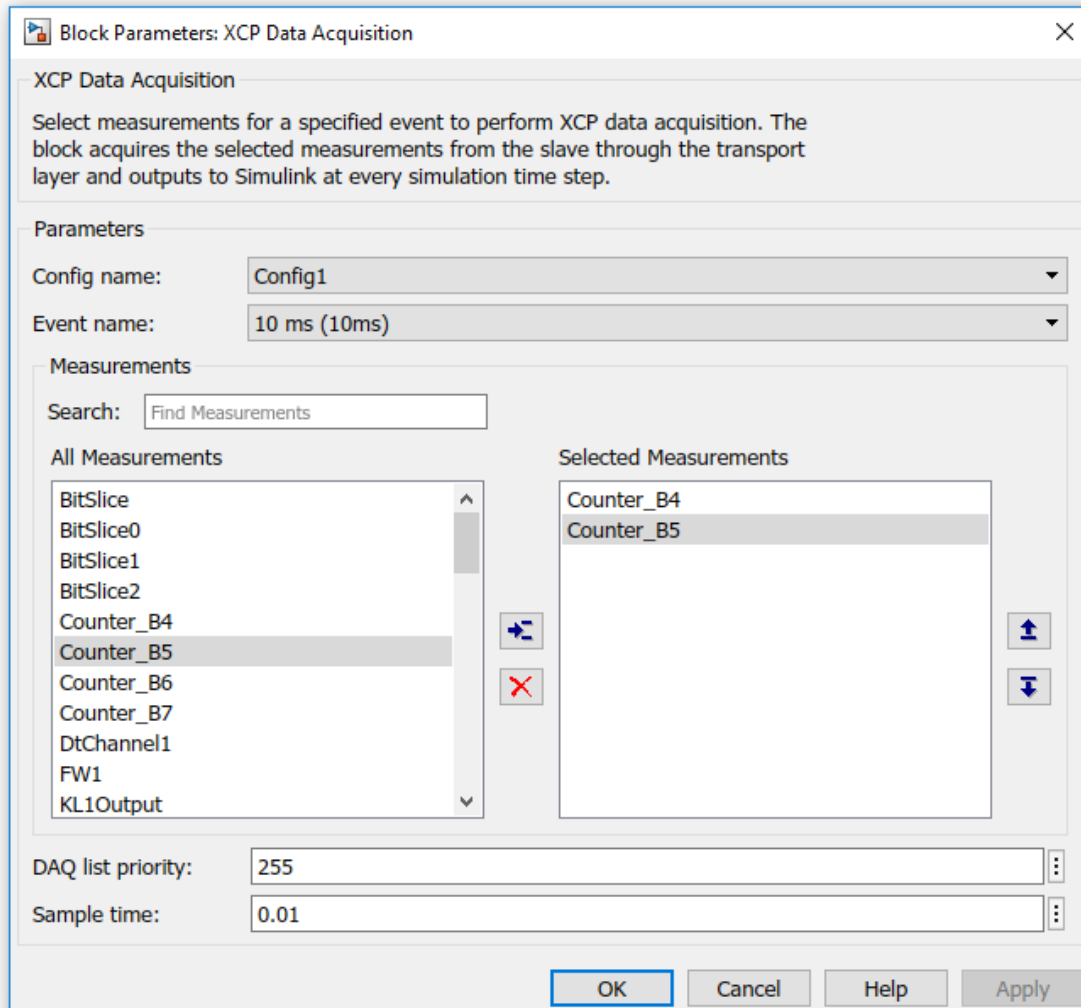 Block Parameters: XCP Data Acquisition
XCP Data Acquisition
Select measurements for a specified event to perform XCP data acquisition. The
block acquires the selected measurements from the slave through the transport
layer and outputs to Simulink at every simulation time step.
Parameters
Config name: Config1
Event name: 10 ms (10ms)
Measurements
Search: Find Measurements
All Measurements
BitSlice
BitSlice0
BitSlice1
BitSlice2
Counter_B4
Counter_B5
Counter_B6
Counter_B7
DtChannel1
FW1
KL1Output
Selected Measurements
Counter_B4
Counter_B5
DAQ list priority: 255
Sample time: 0.01
OK Cancel Help Apply